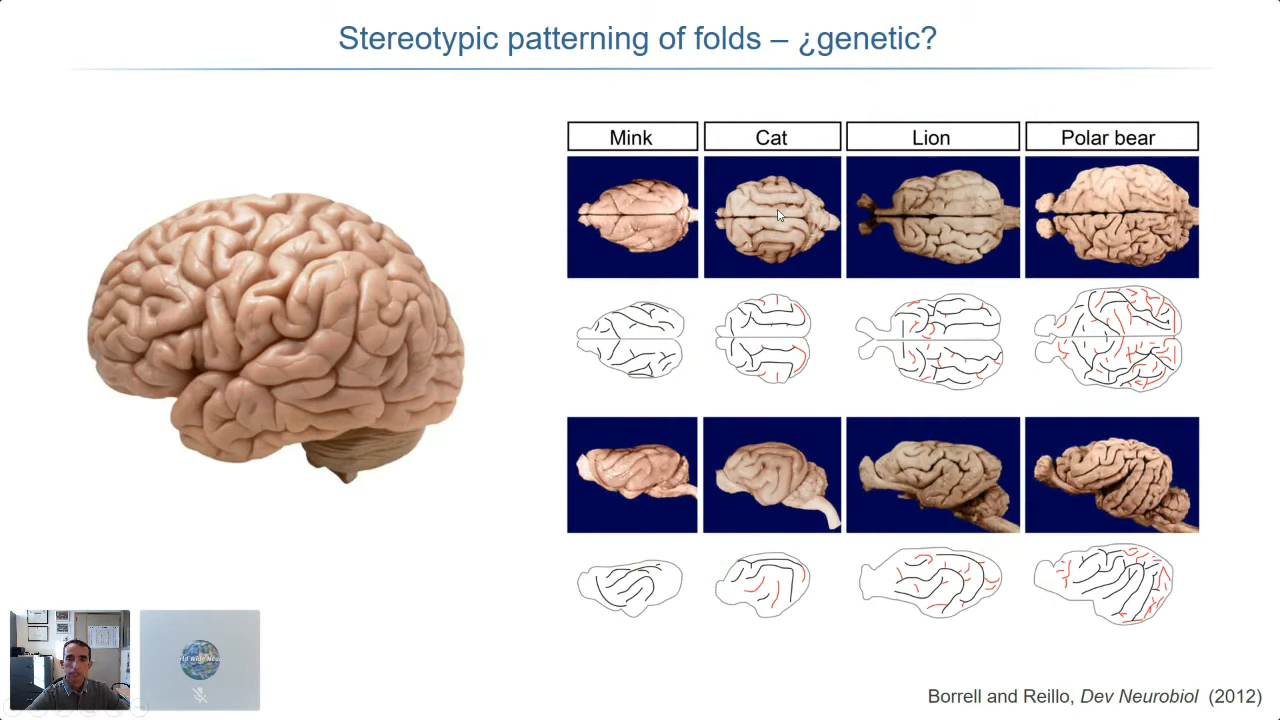 Stereotypic patterning of folds – ¿genetic?
Mink
Cat
Lion
Polar bear
Borrell and Reillo, Dev Neurobiol (2012)